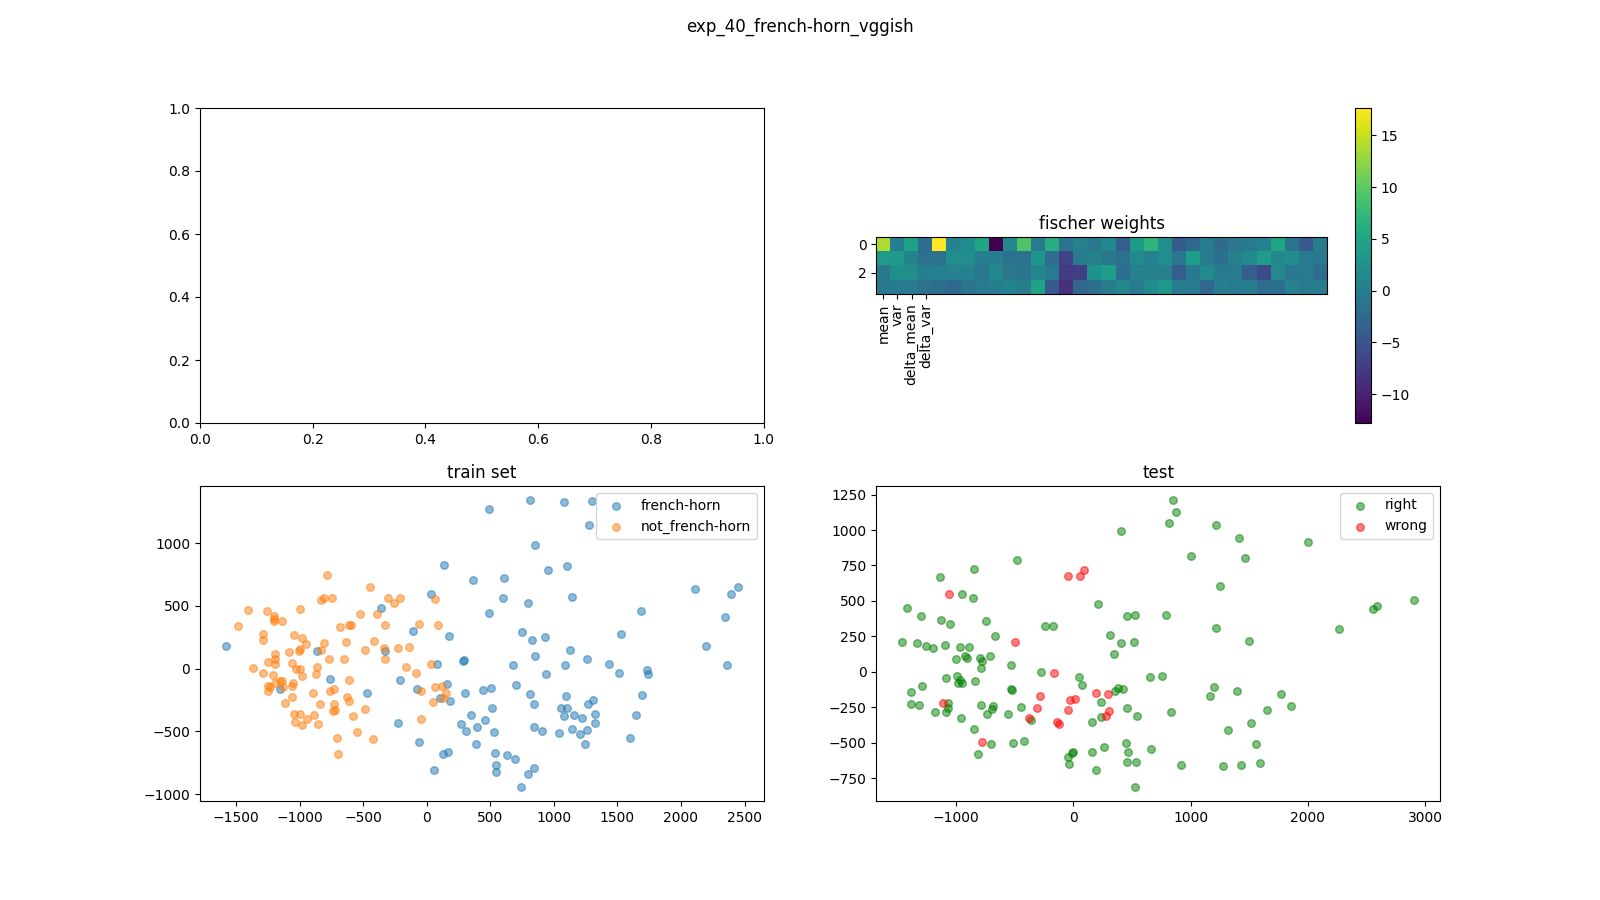 exp_40_french-horn_vggish
1.0
0.8
0.6
0.4
0.2
0.0
0.0 0.2 0.4 0.6 0.8 1.0
fischer weights
0
2
mean
var
delta_mean
delta_var
15
10
5
0
−5
−10
train set
french-horn
not_french-horn
1000
500
0
−500
−1000
−1500 −1000 −500 0 500 1000 1500 2000 2500
test
right
wrong
1250
1000
750
500
250
0
−250
−500
−750
−1000 0 1000 2000 3000